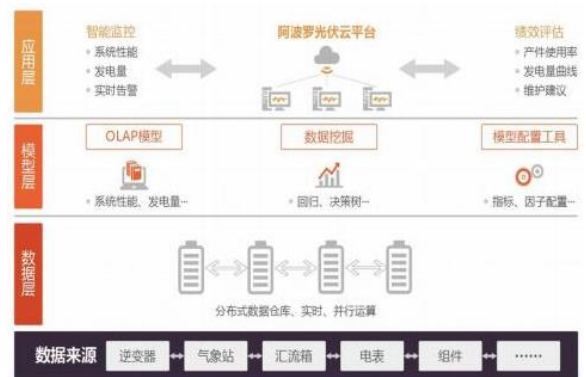 应用层
智能监控
• 系统性能
• 发电量
• 实时告警
阿波罗光伏云平台
绩效评估
• 产件使用率
• 发电量曲线
• 维护建议
模型层
OLAP模型
• 系统性能、发电量…
数据挖掘
• 回归、决策树…
模型配置工具
• 指标、因子配置…
数据层
分布式数据仓库、实时、并行运算
数据来源
逆变器
气象站
汇流箱
电表
组件
……